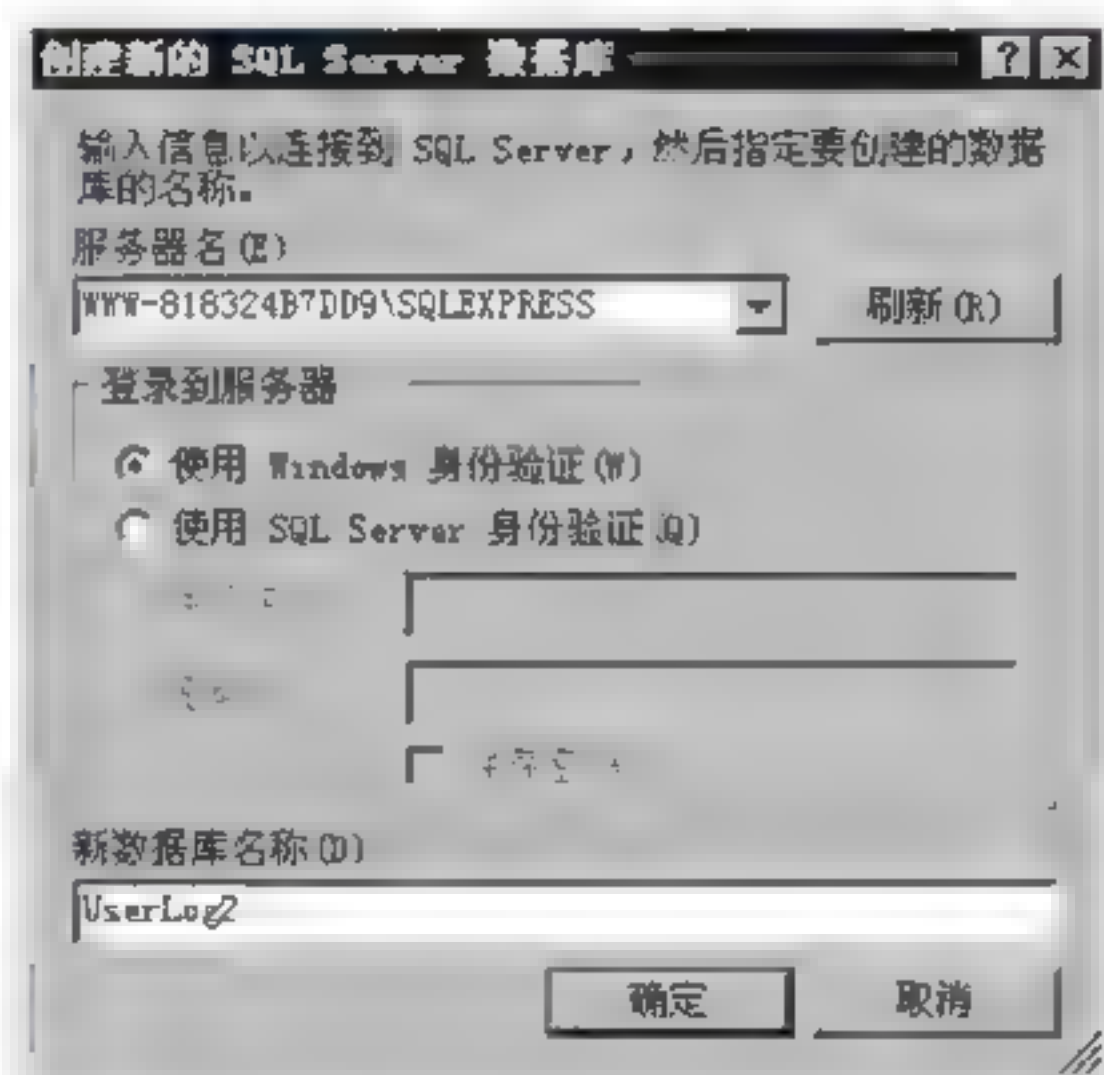 创建新的 SQL Server 数据库
输入信息以连接到 SQL Server，然后指定要创建的数据
库的名称。
服务器名(E)
WWW-818324B7DD9\SQLEXPRESS
刷新(R)
登录到服务器
使用 Windows 身份验证(W)
使用 SQL Server 身份验证(Q)
新数据库名称(D)
UserLog2
确定
取消